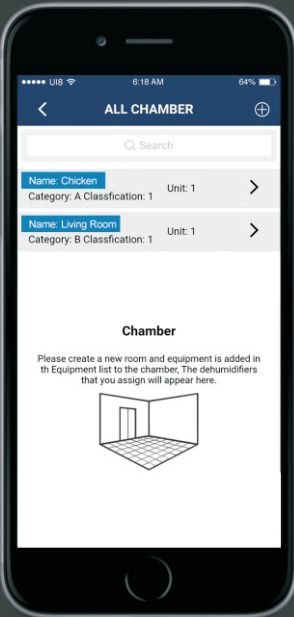 UI8 6:18 AM 64%
ALL CHAMBER
Search
Name: Chicken
Category: A Classfication: 1 Unit: 1
Name: Living Room
Category: B Classfication: 1 Unit: 1
Chamber
Please create a new room and equipment is added in
th Equipment list to the chamber, The dehumidifiers
that you assign will appear here.